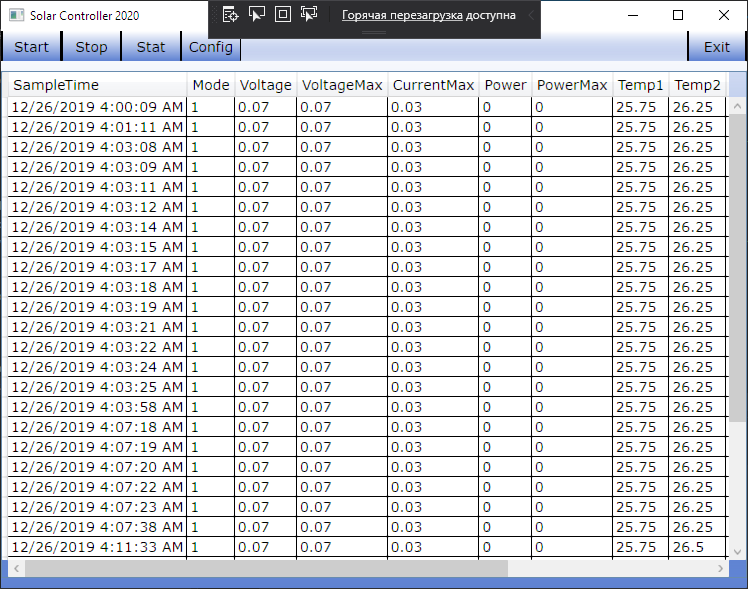 Solar Controller 2020
Горячая перезагрузка доступна
Start Stop Stat Config Exit
SampleTime Mode Voltage VoltageMax CurrentMax Power PowerMax Temp1 Temp2
12/26/2019 4:00:09 AM 1 0.07 0.07 0.03 0 0 25.75 26.25
12/26/2019 4:01:11 AM 1 0.07 0.07 0.03 0 0 25.75 26.25
12/26/2019 4:03:08 AM 1 0.07 0.07 0.03 0 0 25.75 26.25
12/26/2019 4:03:09 AM 1 0.07 0.07 0.03 0 0 25.75 26.25
12/26/2019 4:03:11 AM 1 0.07 0.07 0.03 0 0 25.75 26.25
12/26/2019 4:03:12 AM 1 0.07 0.07 0.03 0 0 25.75 26.25
12/26/2019 4:03:14 AM 1 0.07 0.07 0.03 0 0 25.75 26.25
12/26/2019 4:03:15 AM 1 0.07 0.07 0.03 0 0 25.75 26.25
12/26/2019 4:03:17 AM 1 0.07 0.07 0.03 0 0 25.75 26.25
12/26/2019 4:03:18 AM 1 0.07 0.07 0.03 0 0 25.75 26.25
12/26/2019 4:03:19 AM 1 0.07 0.07 0.03 0 0 25.75 26.25
12/26/2019 4:03:21 AM 1 0.07 0.07 0.03 0 0 25.75 26.25
12/26/2019 4:03:22 AM 1 0.07 0.07 0.03 0 0 25.75 26.25
12/26/2019 4:03:24 AM 1 0.07 0.07 0.03 0 0 25.75 26.25
12/26/2019 4:03:25 AM 1 0.07 0.07 0.03 0 0 25.75 26.25
12/26/2019 4:03:58 AM 1 0.07 0.07 0.03 0 0 25.75 26.25
12/26/2019 4:07:18 AM 1 0.07 0.07 0.03 0 0 25.75 26.25
12/26/2019 4:07:19 AM 1 0.07 0.07 0.03 0 0 25.75 26.25
12/26/2019 4:07:20 AM 1 0.07 0.07 0.03 0 0 25.75 26.25
12/26/2019 4:07:22 AM 1 0.07 0.07 0.03 0 0 25.75 26.25
12/26/2019 4:07:23 AM 1 0.07 0.07 0.03 0 0 25.75 26.25
12/26/2019 4:07:38 AM 1 0.07 0.07 0.03 0 0 25.75 26.25
12/26/2019 4:11:33 AM 1 0.07 0.07 0.03 0 0 25.75 26.5